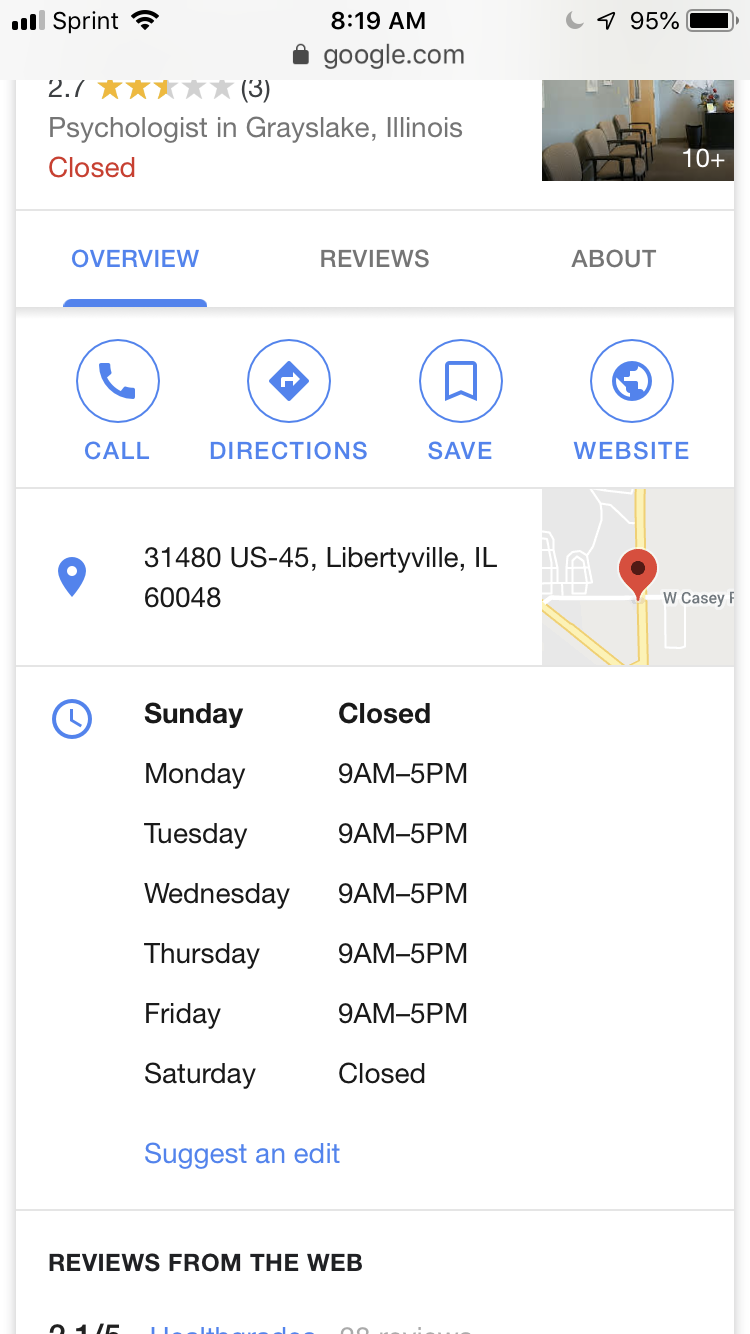 Sprint 8:19 AM 95%
google.com
2.7 (3)
Psychologist in Grayslake, Illinois
Closed
10+
OVERVIEW REVIEWS ABOUT
CALL DIRECTIONS SAVE WEBSITE
31480 US-45, Libertyville, IL
60048
W Casey
Sunday Closed
Monday 9AM–5PM
Tuesday 9AM–5PM
Wednesday 9AM–5PM
Thursday 9AM–5PM
Friday 9AM–5PM
Saturday Closed
Suggest an edit
REVIEWS FROM THE WEB
Healthgrades reviews